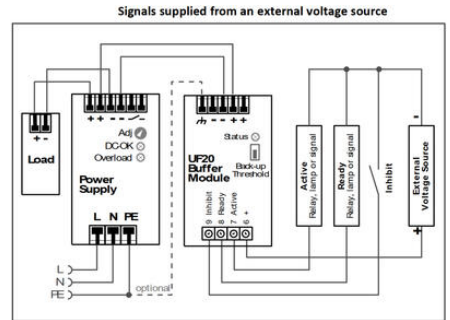 Signals supplied from an external voltage source
+ -
Load
+ + - -
Adj
DC-OK
Overload
Power
Supply
L N PE
L
N
PE
optional
- - + +
Status
UF20
Buffer
Module
Back-up
Threshold
9 Inhibit
8 Ready
7 Active
6 +
Active
Relay, lamp or signal
Ready
Relay, lamp or signal
Inhibit
External
Voltage Source
-
+